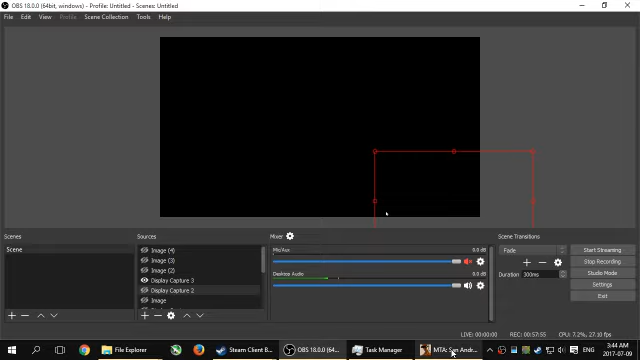 OBS 18.0.0 (64bit, windows) - Profile: Untitled - Scenes: Untitled
File Edit View Profile Scene Collection Tools Help
Scenes
Scene
Sources
Image (4)
Image (3)
Image (2)
Display Capture 3
Display Capture 2
Image
Mixer
Mic/Aux 0.0 dB
Desktop Audio 0.0 dB
Scene Transitions
Fade
Duration 300ms
Start Streaming
Stop Recording
Studio Mode
Settings
Exit
LIVE: 00:00:00 REC: 00:57:55 CPU: 7.2%, 27.10 fps
File Explorer
Steam Client B...
OBS 18.0.0 (64...
Task Manager
MTA: San Andr...
ENG
3:44 AM
2017-07-09